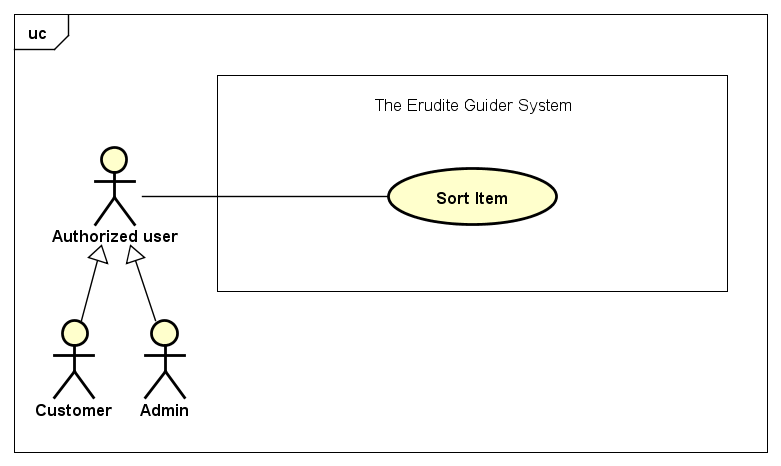 uc
The Erudite Guider System
Sort Item
Authorized user
Customer
Admin